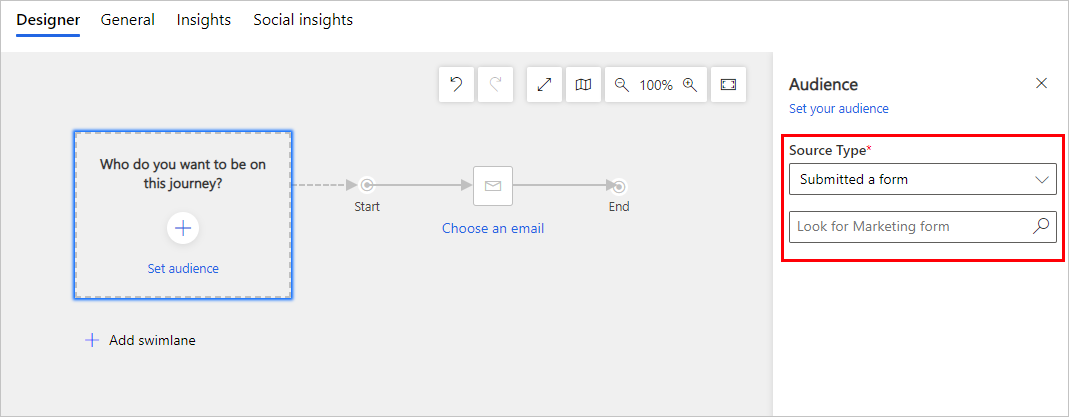 Designer General Insights Social insights
100%
Audience
Set your audience
Source Type*
Submitted a form
Look for Marketing form
Who do you want to be on
this journey?
Set audience
Start
Choose an email
End
Add swimlane